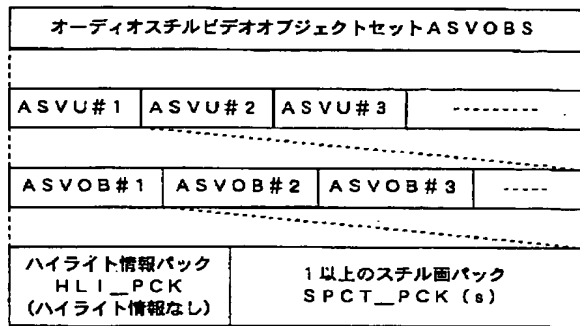 オーディオスチルビデオオブジェクトセットASVOBS
ASVU#1 ASVU#2 ASVU#3
ASVOB#1 ASVOB#2 ASVOB#3
ハイライト情報パック
HLI__PCK
(ハイライト情報なし)
1以上のスチル画パック
SPCT__PCK(s)